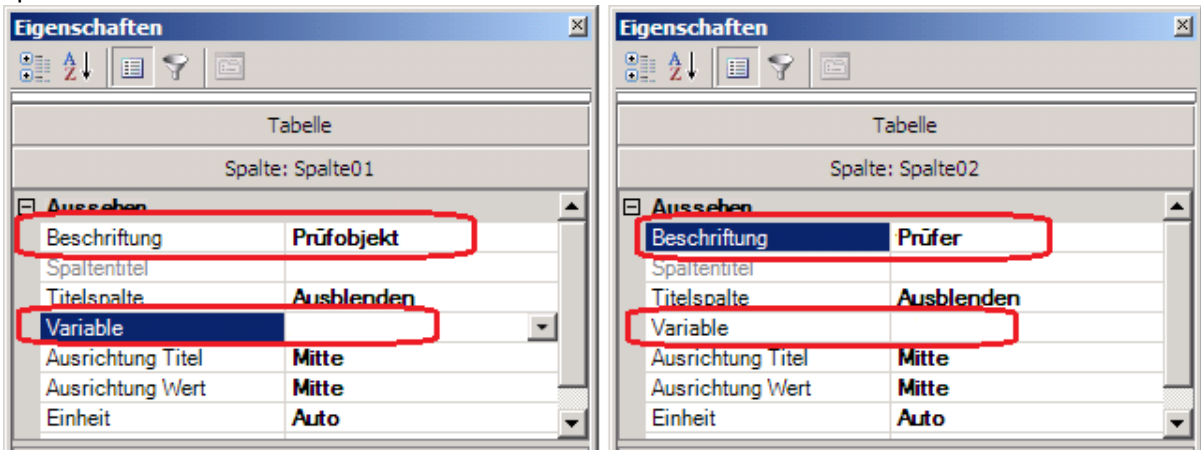 Eigenschaften
Tabelle
Spalte: Spalte01
Aussehen
Beschriftung Prüfobjekt
Spaltentitel
Titelspalte Ausblenden
Variable
Ausrichtung Titel Mitte
Ausrichtung Wert Mitte
Einheit Auto
Eigenschaften
Tabelle
Spalte: Spalte02
Aussehen
Beschriftung Prüfer
Spaltentitel
Titelspalte Ausblenden
Variable
Ausrichtung Titel Mitte
Ausrichtung Wert Mitte
Einheit Auto